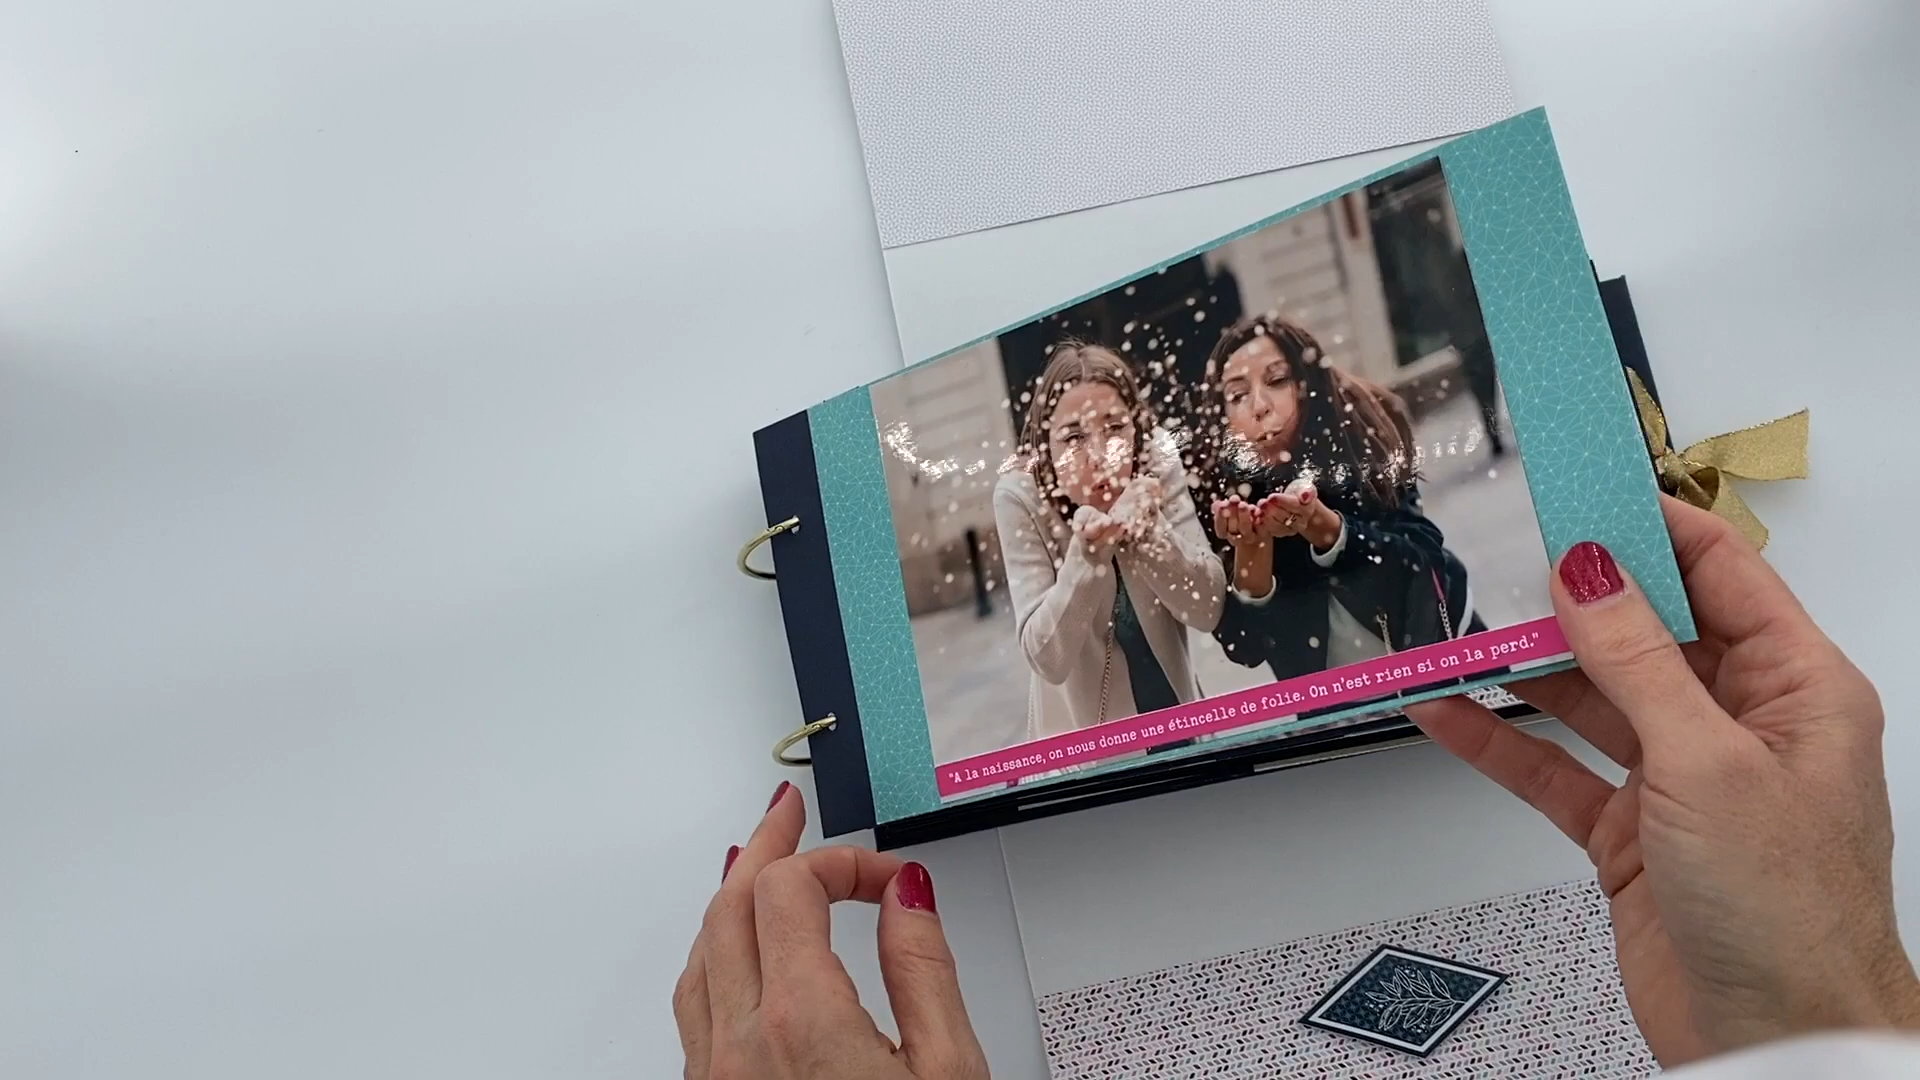 "A la naissance, on nous donne une étincelle de folie. On n'est rien si on la perd."